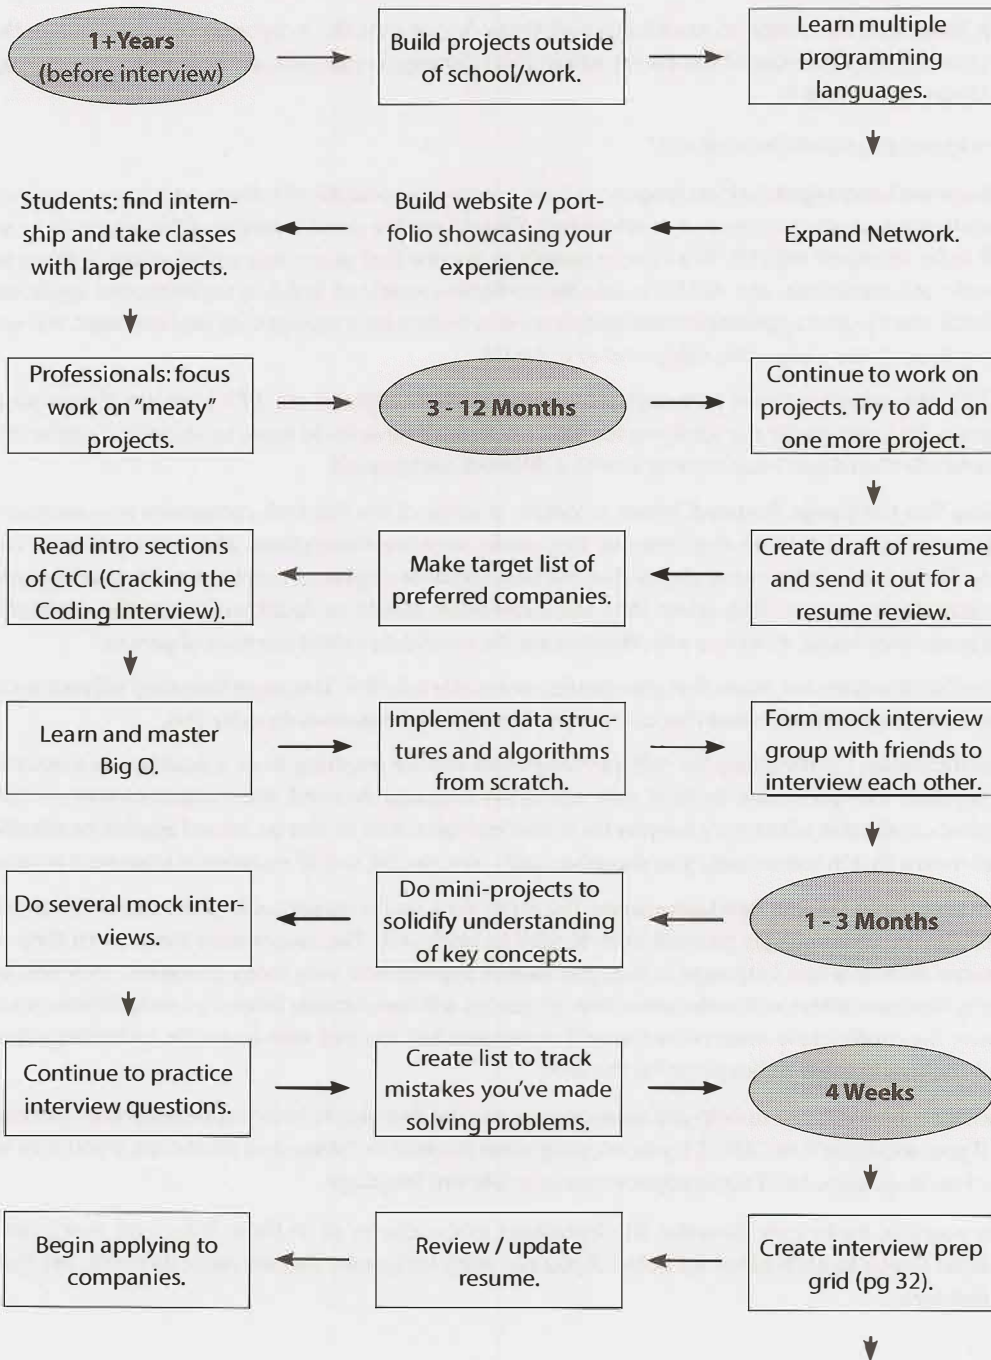 1+Years
(before interview)
Build projects outside
of school/work.
Learn multiple
programming
languages.
Expand Network.
Build website / port-
folio showcasing your
experience.
Students: find intern-
ship and take classes
with large projects.
Professionals: focus
work on "meaty"
projects.
3 - 12 Months
Continue to work on
projects. Try to add on
one more project.
Create draft of resume
and send it out for a
resume review.
Make target list of
preferred companies.
Read intro sections
of CtCI (Cracking the
Coding Interview).
Learn and master
Big O.
Implement data struc-
tures and algorithms
from scratch.
Form mock interview
group with friends to
interview each other.
1 - 3 Months
Do mini-projects to
solidify understanding
of key concepts.
Do several mock inter-
views.
Continue to practice
interview questions.
Create list to track
mistakes you've made
solving problems.
4 Weeks
Create interview prep
grid (pg 32).
Review / update
resume.
Begin applying to
companies.